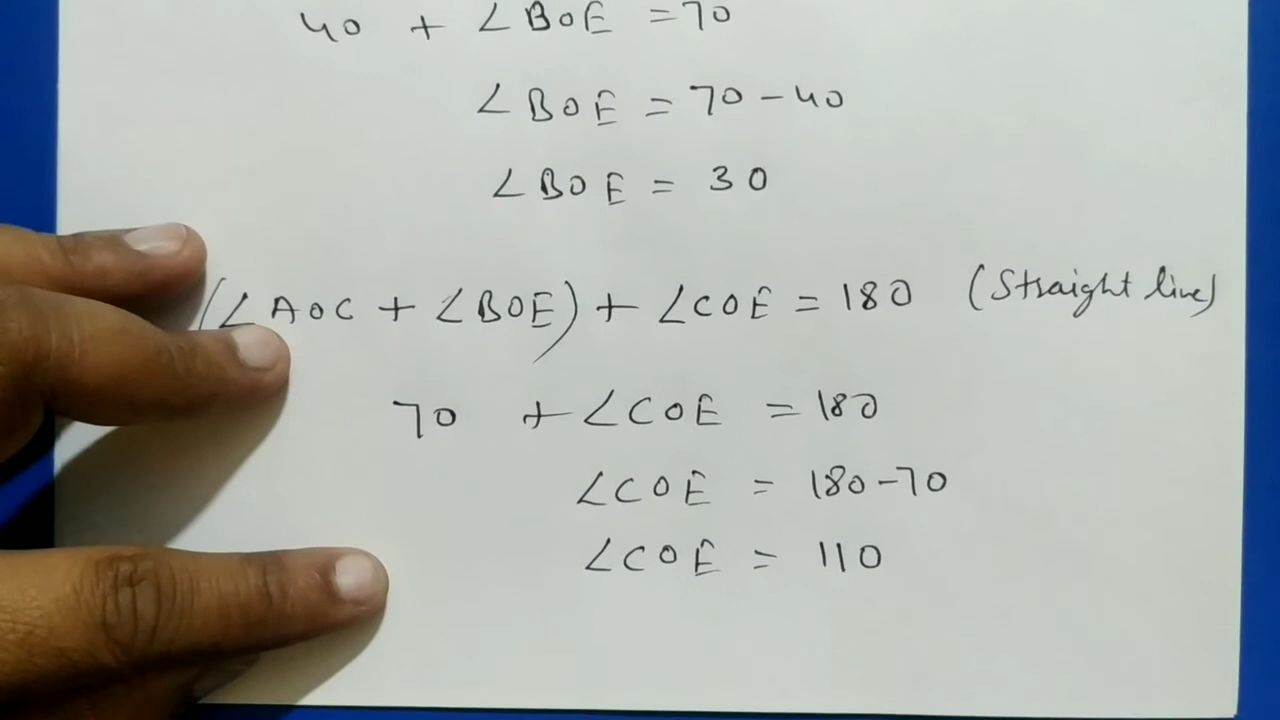 40 + ∠BOE = 70
∠BOE = 70 - 40
∠BOE = 30
(∠AOC + ∠BOE) + ∠COE = 180 (Straight line)
70 + ∠COE = 180
∠COE = 180 - 70
∠COE = 110